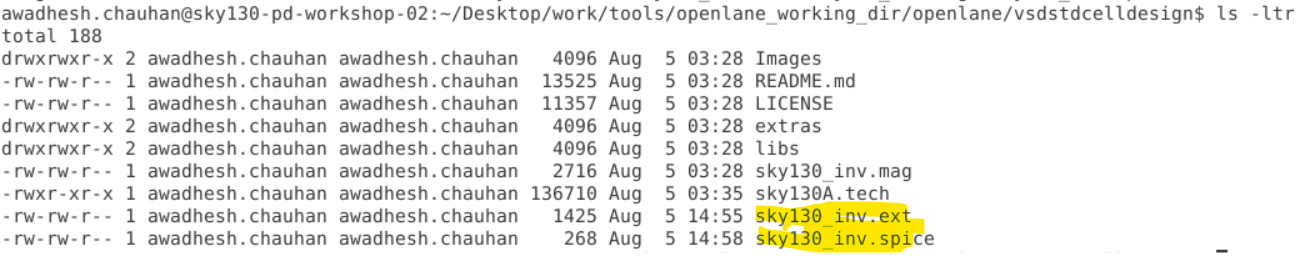 awadhesh.chauhan@sky130-pd-workshop-02:~/Desktop/work/tools/openlane_working_dir/openlane/vsdstdcelldesign$ ls -ltr
total 188
drwxrwxr-x 2 awadhesh.chauhan awadhesh.chauhan   4096 Aug  5 03:28 Images
-rw-rw-r-- 1 awadhesh.chauhan awadhesh.chauhan  13525 Aug  5 03:28 README.md
-rw-rw-r-- 1 awadhesh.chauhan awadhesh.chauhan  11357 Aug  5 03:28 LICENSE
drwxrwxr-x 2 awadhesh.chauhan awadhesh.chauhan   4096 Aug  5 03:28 extras
drwxrwxr-x 2 awadhesh.chauhan awadhesh.chauhan   4096 Aug  5 03:28 libs
-rw-rw-r-- 1 awadhesh.chauhan awadhesh.chauhan   2716 Aug  5 03:28 sky130_inv.mag
-rwxr-xr-x 1 awadhesh.chauhan awadhesh.chauhan 136710 Aug  5 03:35 sky130A.tech
-rw-rw-r-- 1 awadhesh.chauhan awadhesh.chauhan   1425 Aug  5 14:55 sky130_inv.ext
-rw-rw-r-- 1 awadhesh.chauhan awadhesh.chauhan    268 Aug  5 14:58 sky130_inv.spice